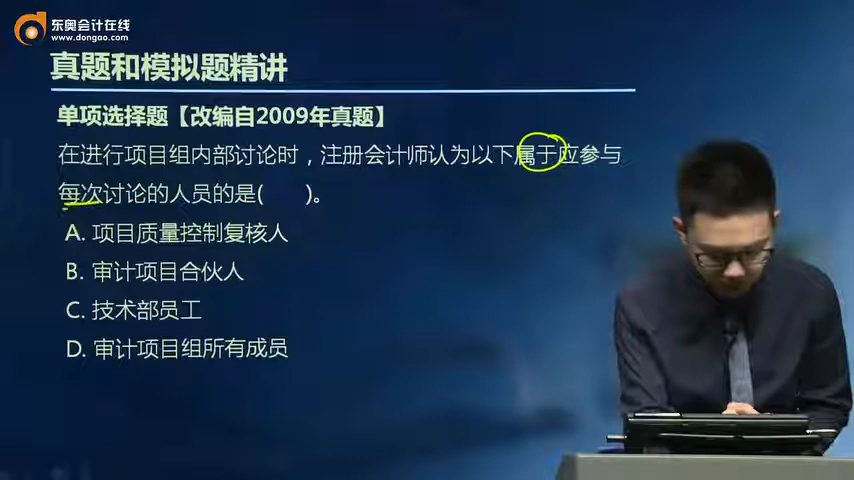 东奥会计在线
www.dongao.com
真题和模拟题精讲
单项选择题【改编自2009年真题】
在进行项目组内部讨论时，注册会计师认为以下属于应参与
每次讨论的人员的是(　　)。
A. 项目质量控制复核人
B. 审计项目合伙人
C. 技术部员工
D. 审计项目组所有成员